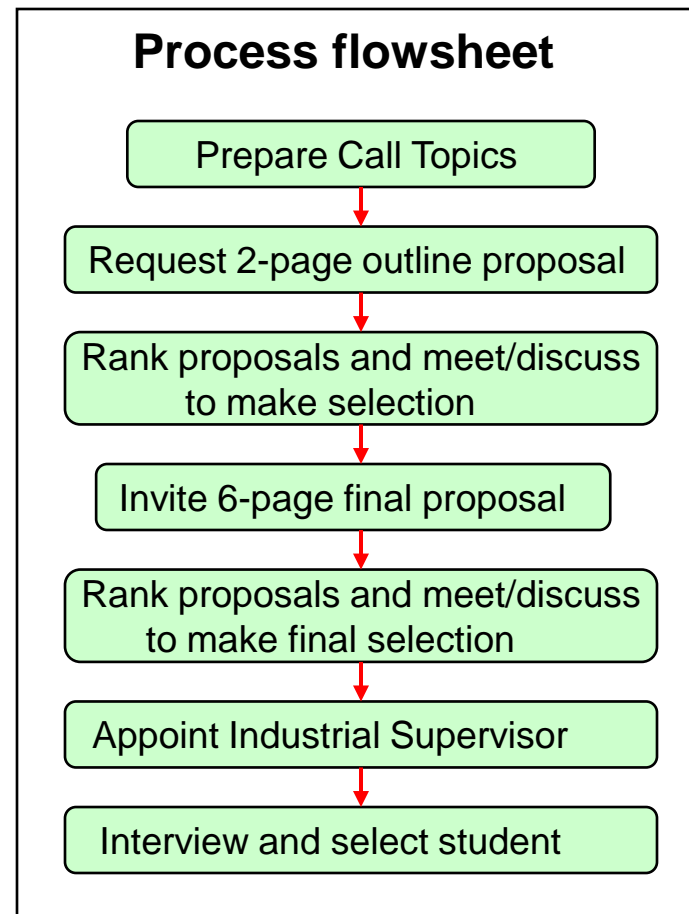 Process flowsheet
Prepare Call Topics
Request 2-page outline proposal
Rank proposals and meet/discuss
to make selection
Invite 6-page final proposal
Rank proposals and meet/discuss
to make final selection
Appoint Industrial Supervisor
Interview and select student